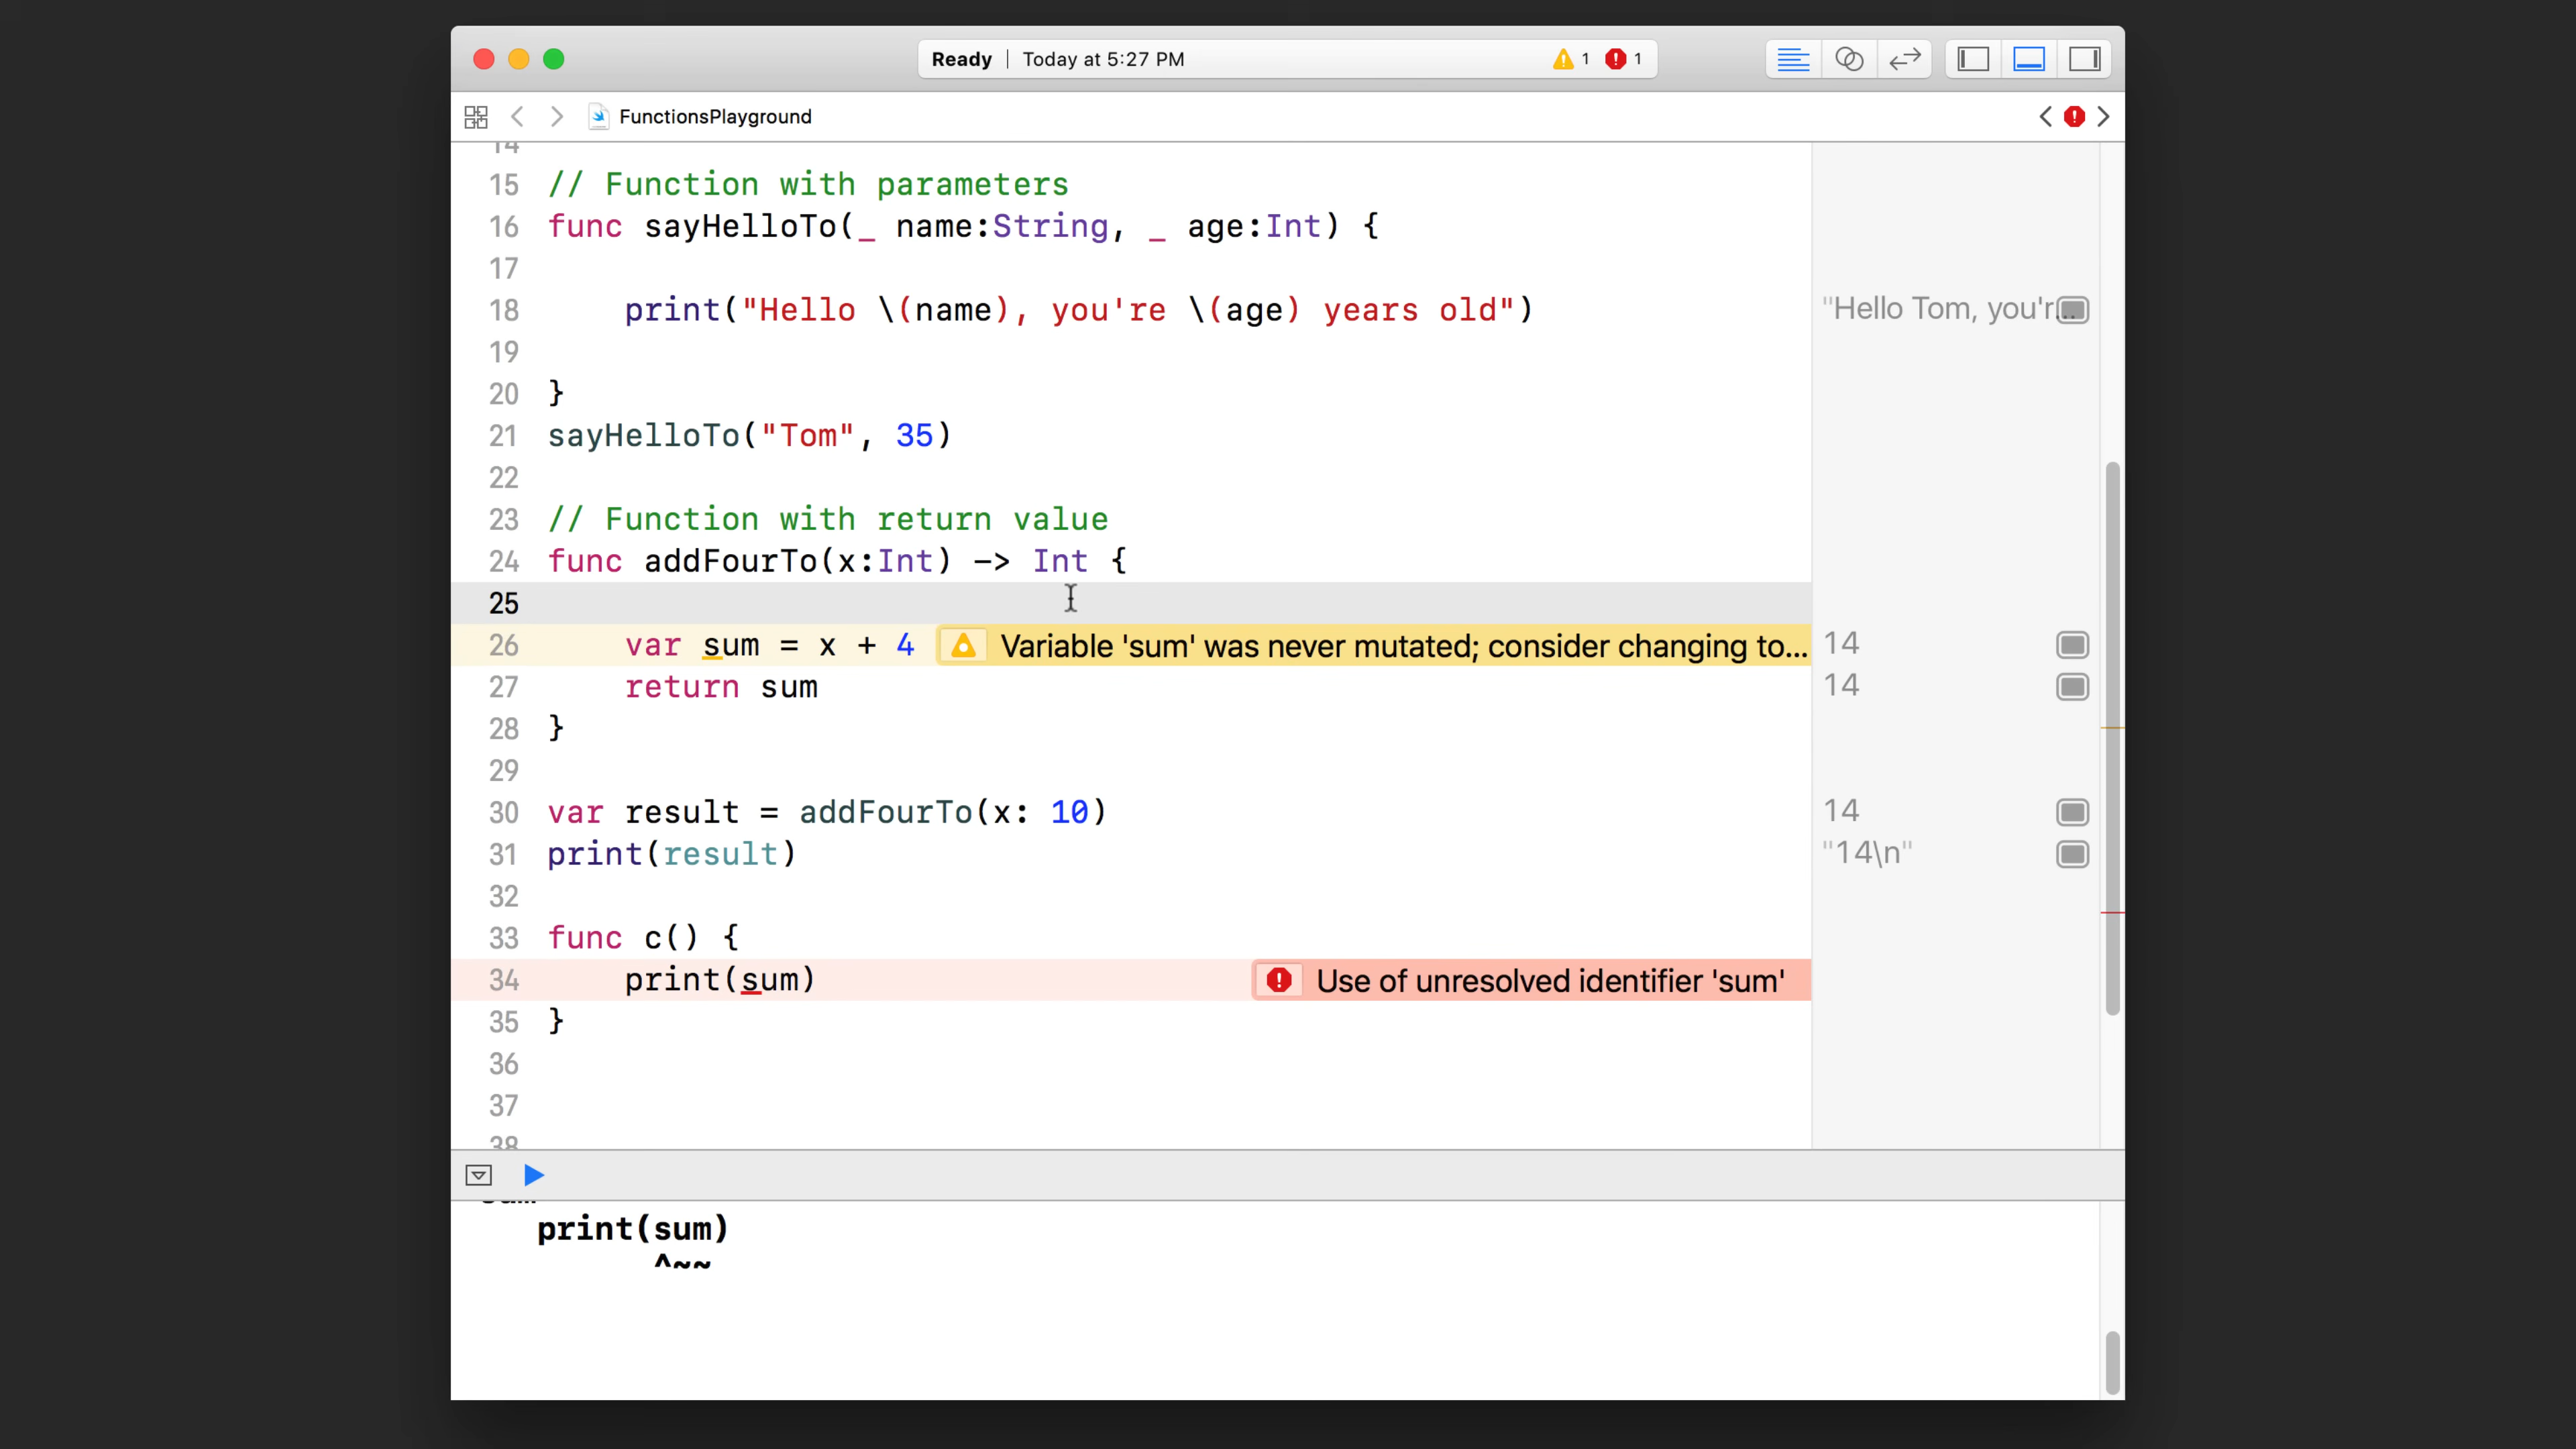 Ready | Today at 5:27 PM 1 1
FunctionsPlayground
14
15 // Function with parameters
16 func sayHelloTo(_ name:String, _ age:Int) {
17
18 print("Hello \(name), you're \(age) years old") "Hello Tom, you'r...
19
20 }
21 sayHelloTo("Tom", 35)
22
23 // Function with return value
24 func addFourTo(x:Int) -> Int {
25
26 var sum = x + 4 Variable 'sum' was never mutated; consider changing to... 14
27 return sum 14
28 }
29
30 var result = addFourTo(x: 10) 14
31 print(result) "14\n"
32
33 func c() {
34 print(sum) Use of unresolved identifier 'sum'
35 }
36
37
38
print(sum)
^~~